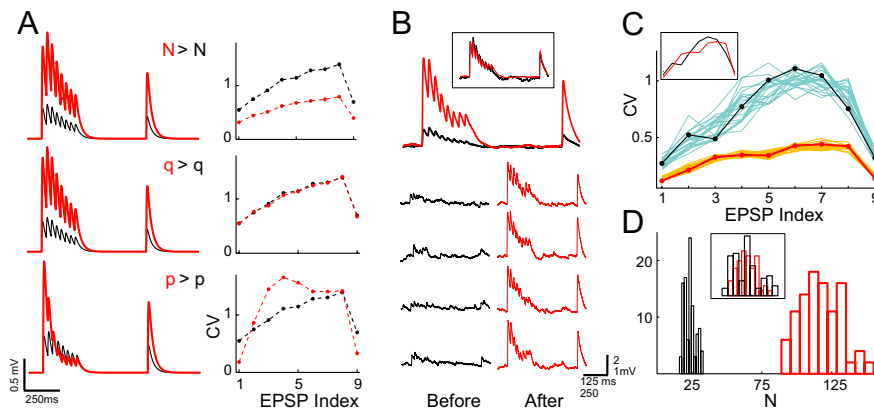 A
N > N
1
0
q > q
1
0
p > p
CV
1
0
1
5
9
EPSP Index
0.5 mV
250ms
B
Before
After
2
1mV
125 ms
250
C
CV
1
0.5
1
3
5
7
9
EPSP Index
D
20
10
25
75
125
N